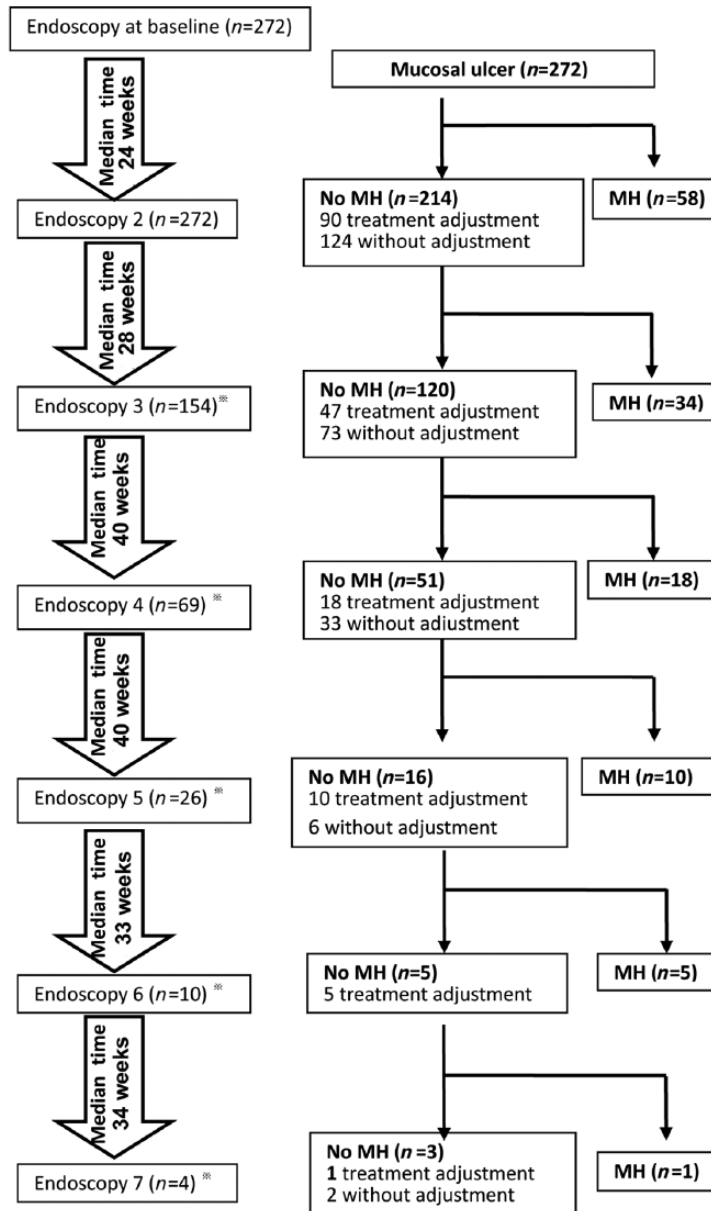 Endoscopy at baseline (n=272)
Median time
24 weeks
Endoscopy 2 (n=272)
Median time
28 weeks
Endoscopy 3 (n=154)※
Median time
40 weeks
Endoscopy 4 (n=69) ※
Median time
40 weeks
Endoscopy 5 (n=26) ※
Median time
33 weeks
Endoscopy 6 (n=10) ※
Median time
34 weeks
Endoscopy 7 (n=4) ※
Mucosal ulcer (n=272)
No MH (n=214)
90 treatment adjustment
124 without adjustment
MH (n=58)
No MH (n=120)
47 treatment adjustment
73 without adjustment
MH (n=34)
No MH (n=51)
18 treatment adjustment
33 without adjustment
MH (n=18)
No MH (n=16)
10 treatment adjustment
6 without adjustment
MH (n=10)
No MH (n=5)
5 treatment adjustment
MH (n=5)
No MH (n=3)
1 treatment adjustment
2 without adjustment
MH (n=1)